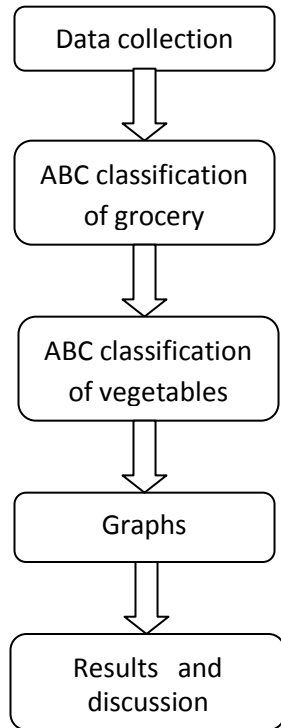 Data collection
ABC classification
of grocery
ABC classification
of vegetables
Graphs
Results and
discussion